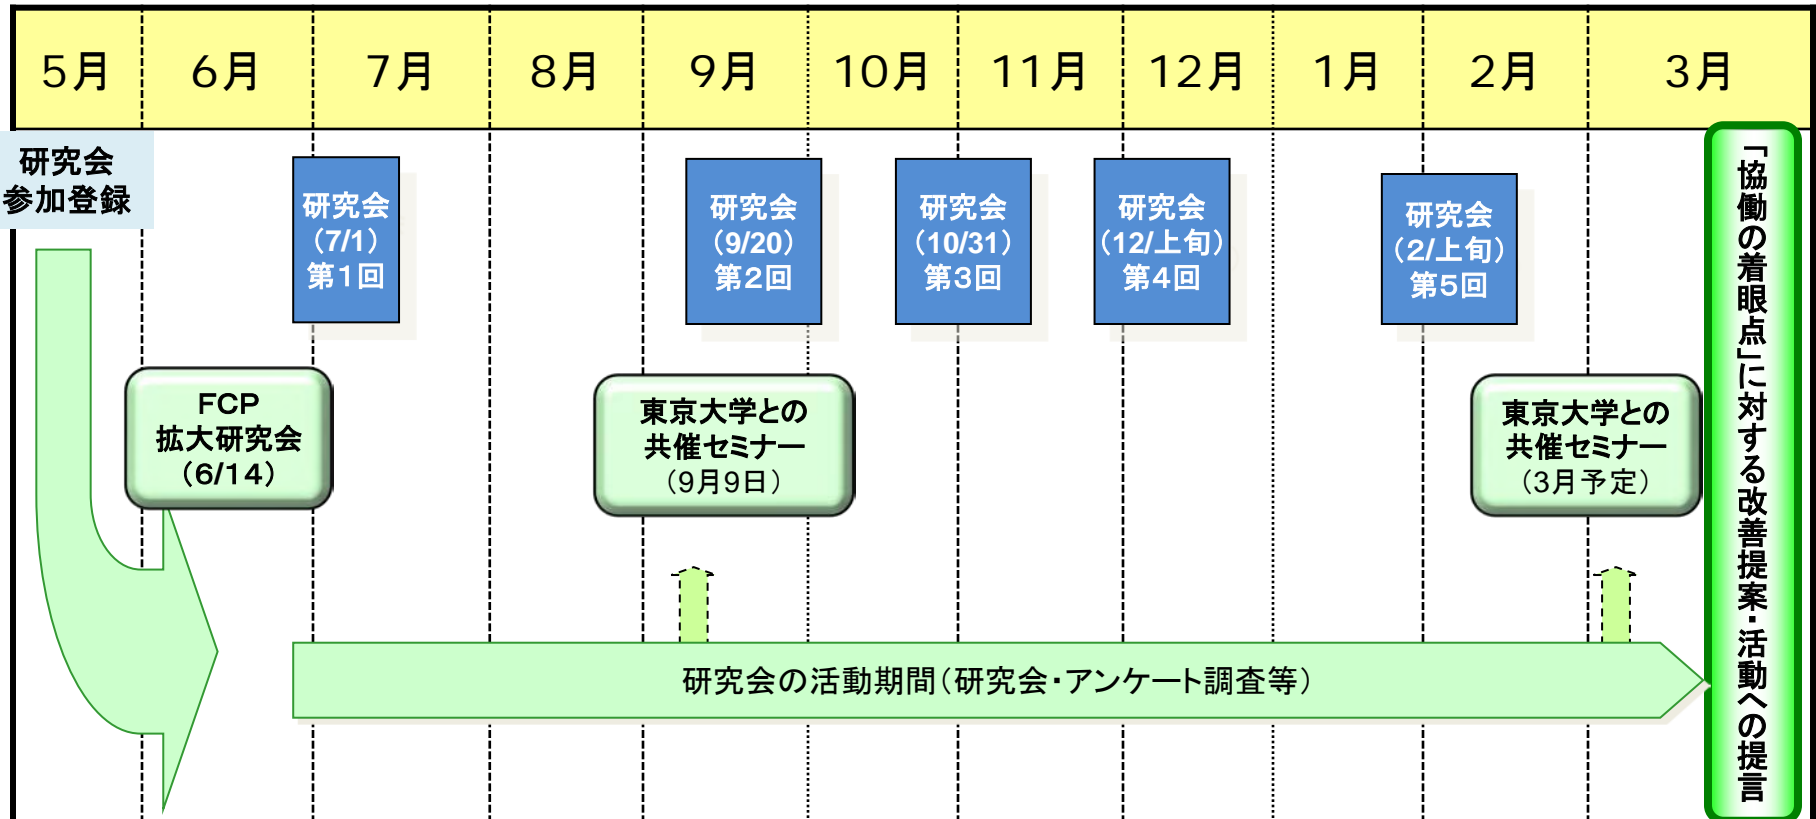 5月 6月 7月 8月 9月 10月 11月 12月 1月 2月 3月
研究会
参加登録
研究会
（7/1）
第1回
研究会
（9/20）
第2回
研究会
（10/31）
第3回
研究会
（12/上旬）
第4回
研究会
（2/上旬）
第5回
FCP
拡大研究会
（6/14）
東京大学との
共催セミナー
（9月9日）
東京大学との
共催セミナー
（3月予定）
研究会の活動期間（研究会・アンケート調査等）
「協働の着眼点」に対する改善提案・活動への提言